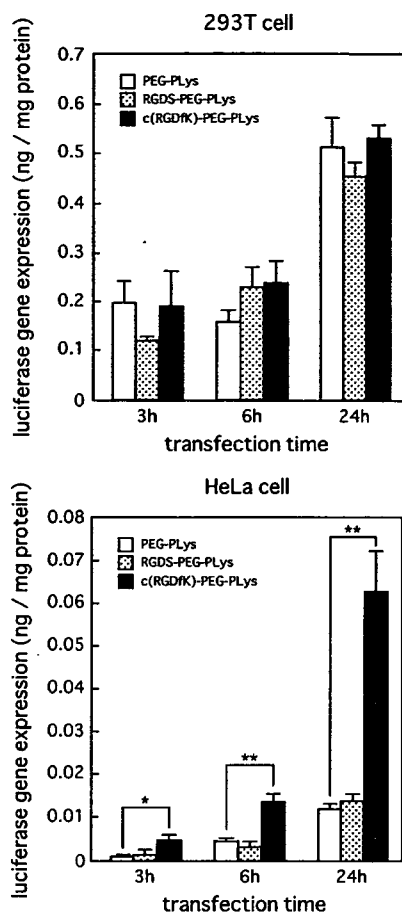 293T cell
luciferase gene expression (ng / mg protein)
0.7
0.6
0.5
0.4
0.3
0.2
0.1
0
PEG-PLys
RGDS-PEG-PLys
c(RGDfK)-PEG-PLys
3h 6h 24h
transfection time
HeLa cell
luciferase gene expression (ng / mg protein)
0.08
0.07
0.06
0.05
0.04
0.03
0.02
0.01
0
PEG-PLys
RGDS-PEG-PLys
c(RGDfK)-PEG-PLys
*
**
**
3h 6h 24h
transfection time